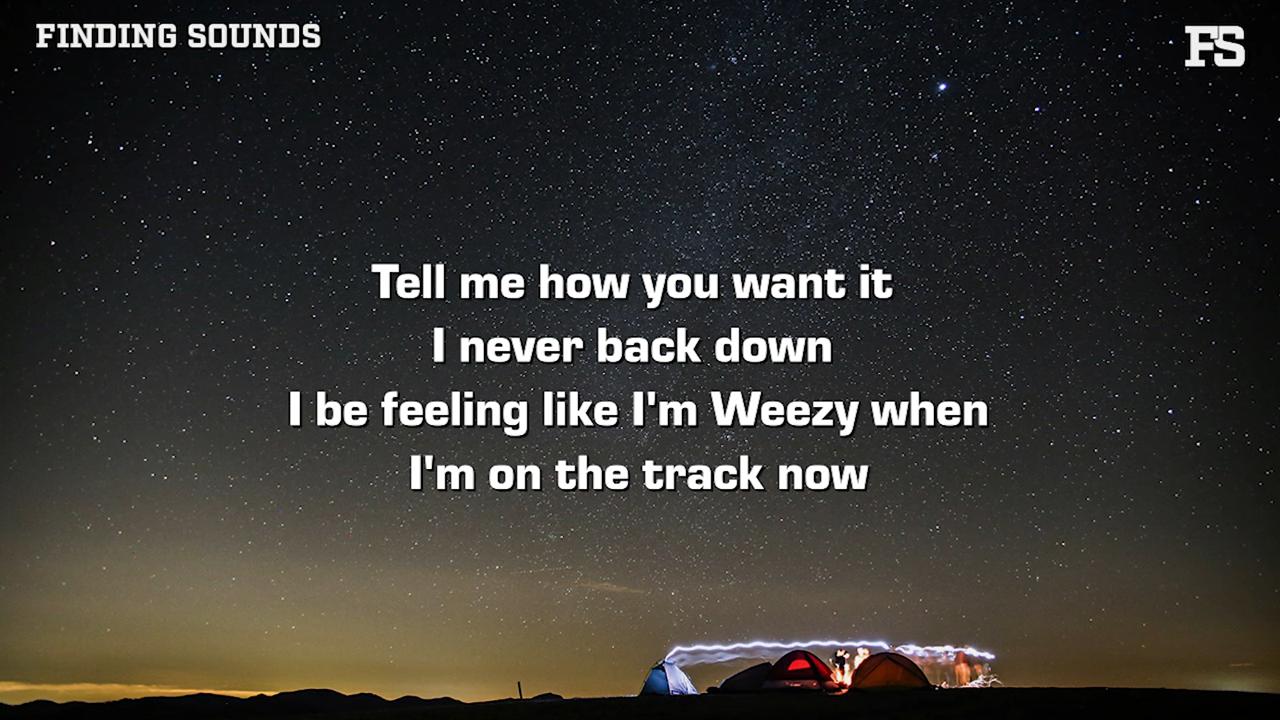 FINDING SOUNDS
FS
Tell me how you want it
I never back down
I be feeling like I'm Weezy when
I'm on the track now